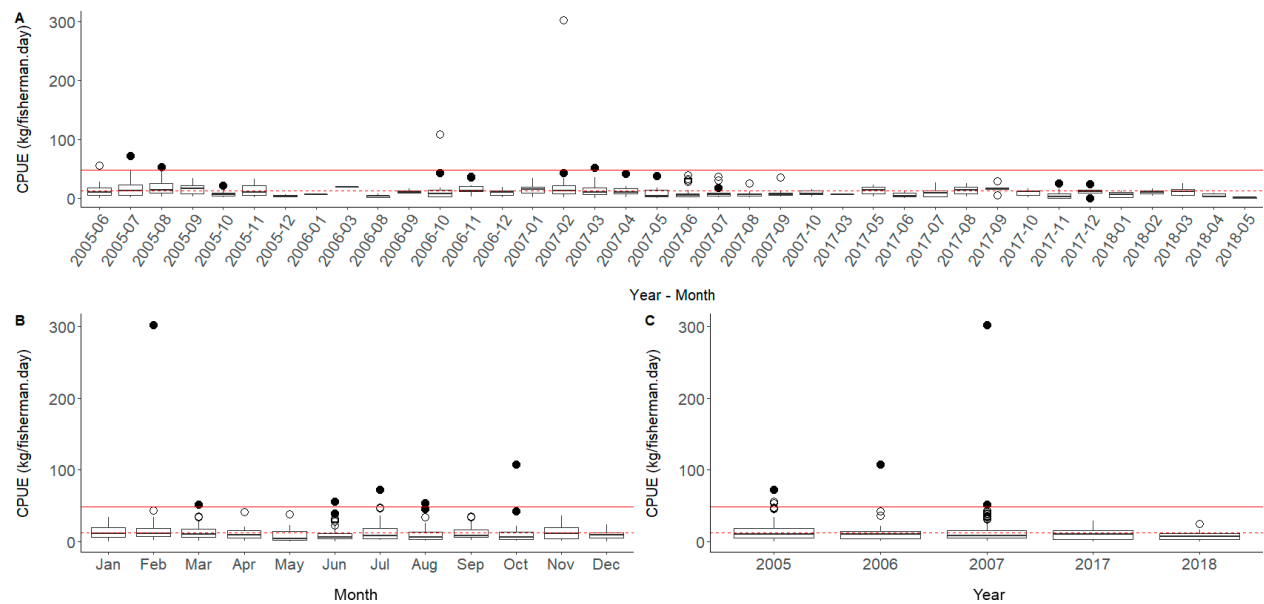 A
CPUE (kg/fisherman.day)
300
200
100
0
2005-06 2005-07 2005-08 2005-09 2005-10 2005-11 2005-12 2006-01 2006-03 2006-08 2006-09 2006-10 2006-11 2006-12 2007-01 2007-02 2007-03 2007-04 2007-05 2007-06 2007-07 2007-08 2007-09 2007-10 2017-03 2017-05 2017-06 2017-07 2017-08 2017-09 2017-10 2017-11 2017-12 2018-01 2018-02 2018-03 2018-04 2018-05
Year - Month
B
CPUE (kg/fisherman.day)
300
200
100
0
Jan Feb Mar Apr May Jun Jul Aug Sep Oct Nov Dec
Month
C
CPUE (kg/fisherman.day)
300
200
100
0
2005 2006 2007 2017 2018
Year